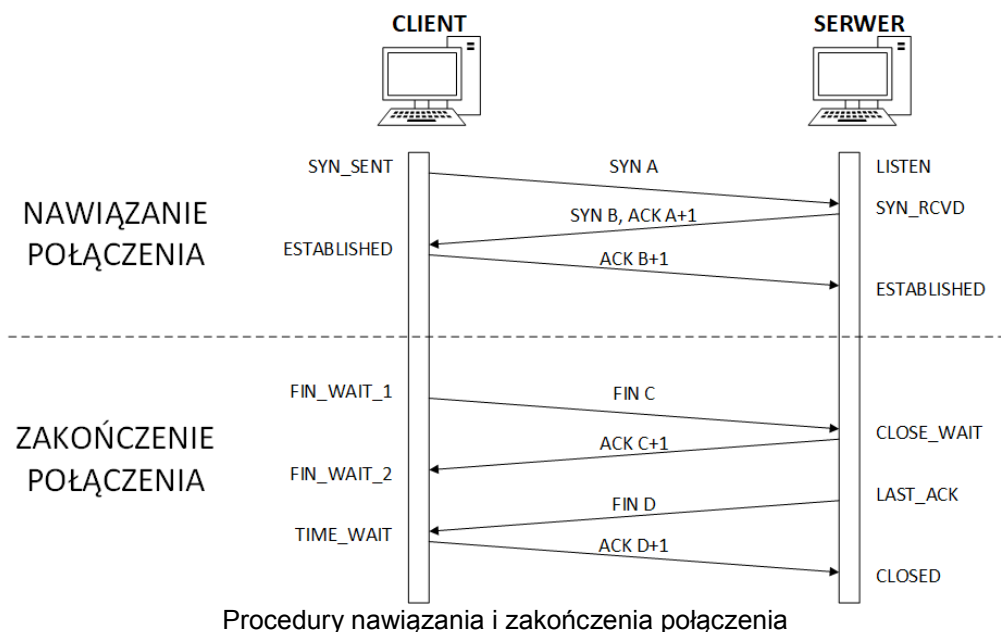 CLIENT
SERWER
SYN_SENT
SYN A
LISTEN
NAWIĄZANIE
POŁĄCZENIA
SYN B, ACK A+1
SYN_RCVD
ESTABLISHED
ACK B+1
ESTABLISHED
ZAKOŃCZENIE
POŁĄCZENIA
FIN_WAIT_1
FIN C
CLOSE_WAIT
ACK C+1
FIN_WAIT_2
FIN D
LAST_ACK
TIME_WAIT
ACK D+1
CLOSED
Procedury nawiązania i zakończenia połączenia